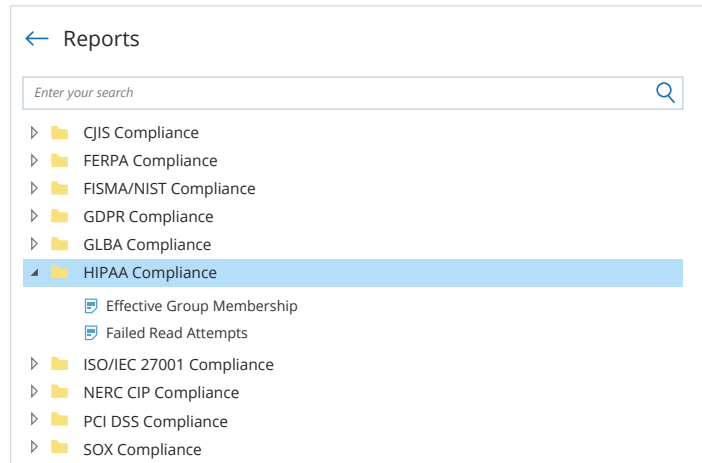 Reports
Enter your search
CJIS Compliance
FERPA Compliance
FISMA/NIST Compliance
GDPR Compliance
GLBA Compliance
HIPAA Compliance
Effective Group Membership
Failed Read Attempts
ISO/IEC 27001 Compliance
NERC CIP Compliance
PCI DSS Compliance
SOX Compliance